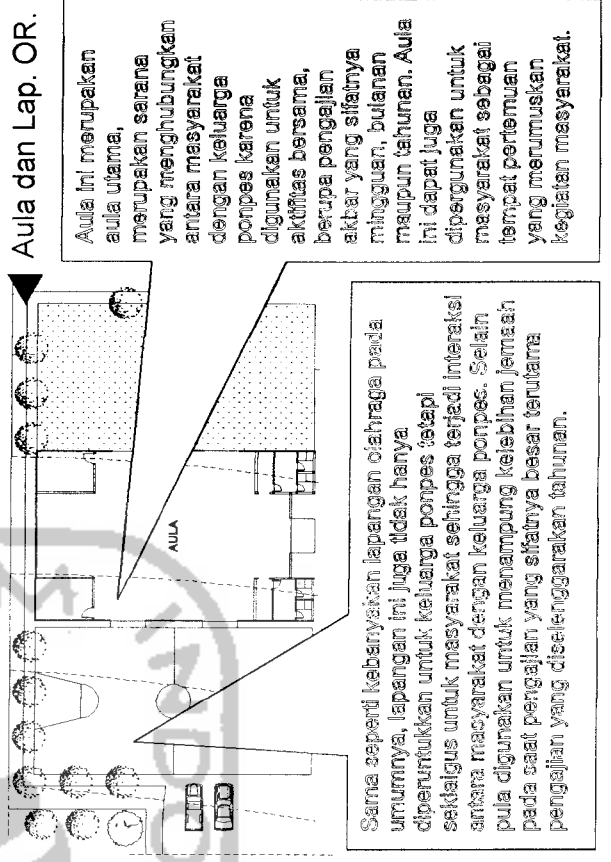 Aula dan Lap. OR.
Aula ini merupakan
aula utama,
merupakan sarana
yang menghubungkan
antara masyarakat
dengan keluarga
ponpes karena
digunakan untuk
aktifitas bersama,
berupa pengajian
akbar yang sifatnya
mingguan, bulanan
maupun tahunan. Aula
ini dapat juga
dipergunakan untuk
masyarakat sebagai
tempat pertemuan
yang merumuskan
kegiatan masyarakat.
AULA
Sama seperti kebanyakan lapangan olahraga pada
umumnya, lapangan ini juga tidak hanya
diperuntukkan untuk keluarga ponpes tetapi
sekialgus untuk masyarakat sehingga terjadi interaksi
antara masyarakat dengan keluarga ponpes. Selain
pula digunakan untuk menampung kelebihan jemaah
pada saat pengajian yang sifatnya besar terutama
pengajian yang diselenggarakan tahunan.